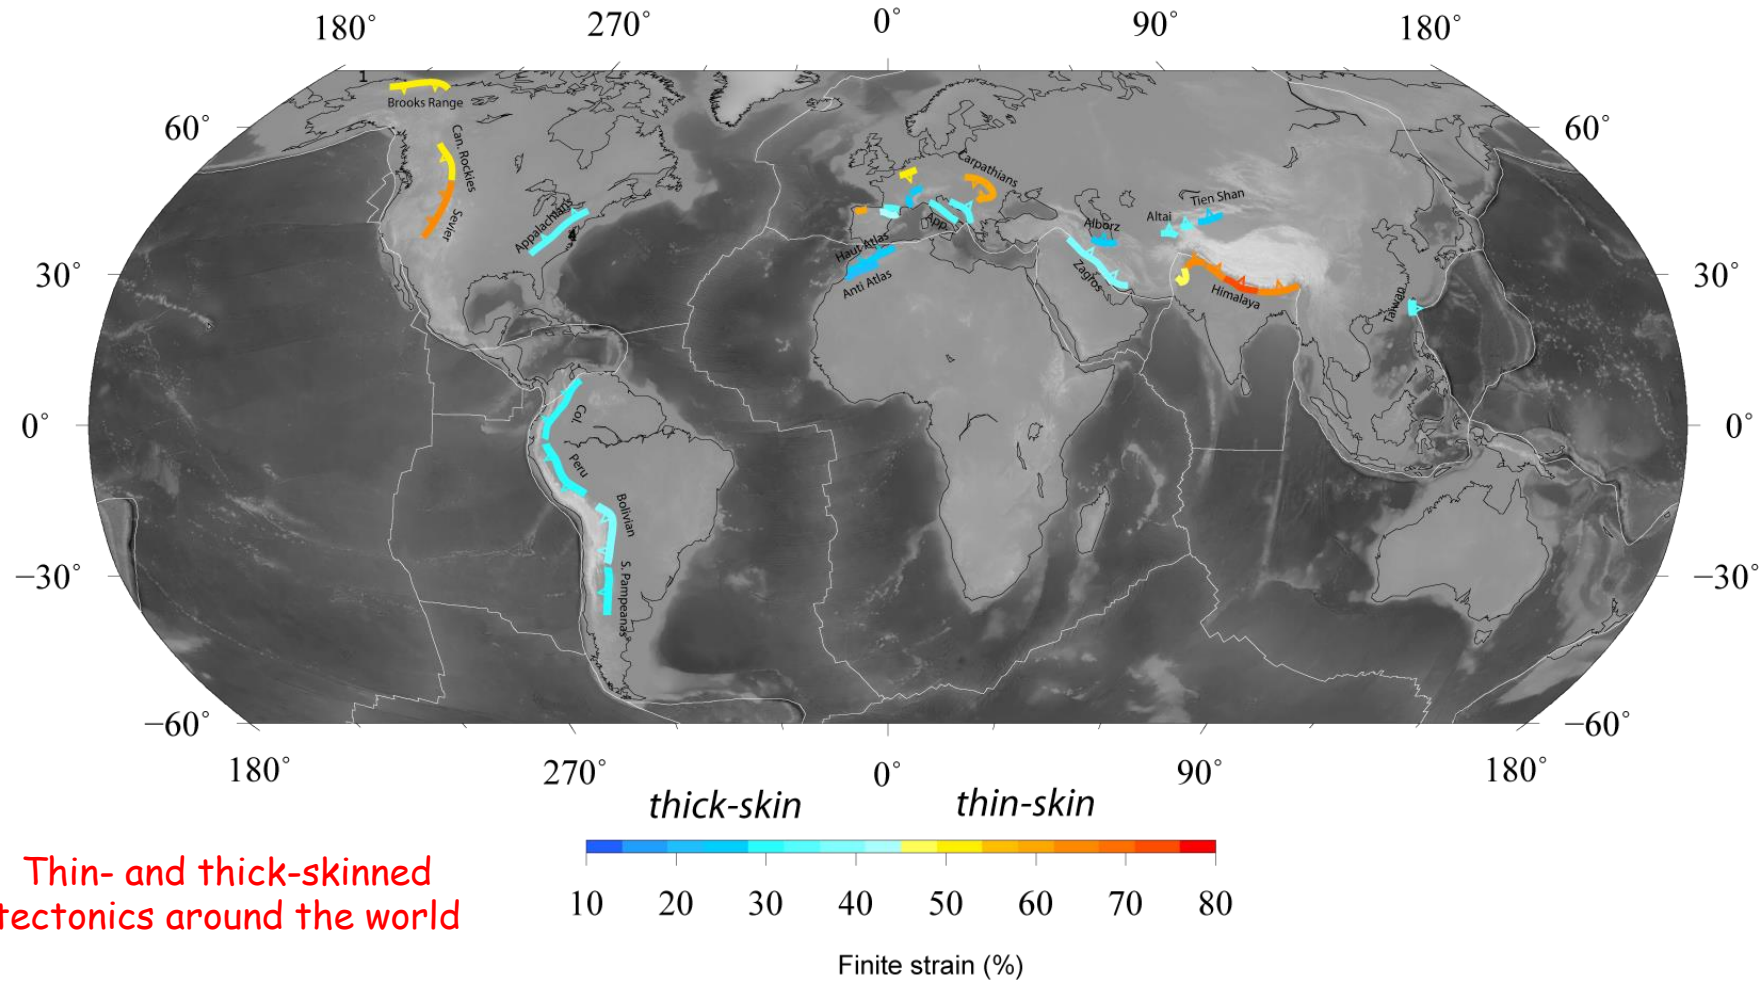 180° 270° 0° 90° 180°
1
Brooks Range
60° 60°
Can. Rockies
Carpathians
Tien Shan
Appalachians
4
Sevier
App.
Altai
Alborz
Haut Atlas
30° 30°
Anti Atlas
Zagros
Himalaya
Taiwan
Col.
0° 0°
Peru
Bolivian
−30° −30°
S. Pampeanas
−60° −60°
180° 270° 0° 90° 180°
thick-skin thin-skin
10 20 30 40 50 60 70 80
Finite strain (%)
Thin- and thick-skinned
tectonics around the world